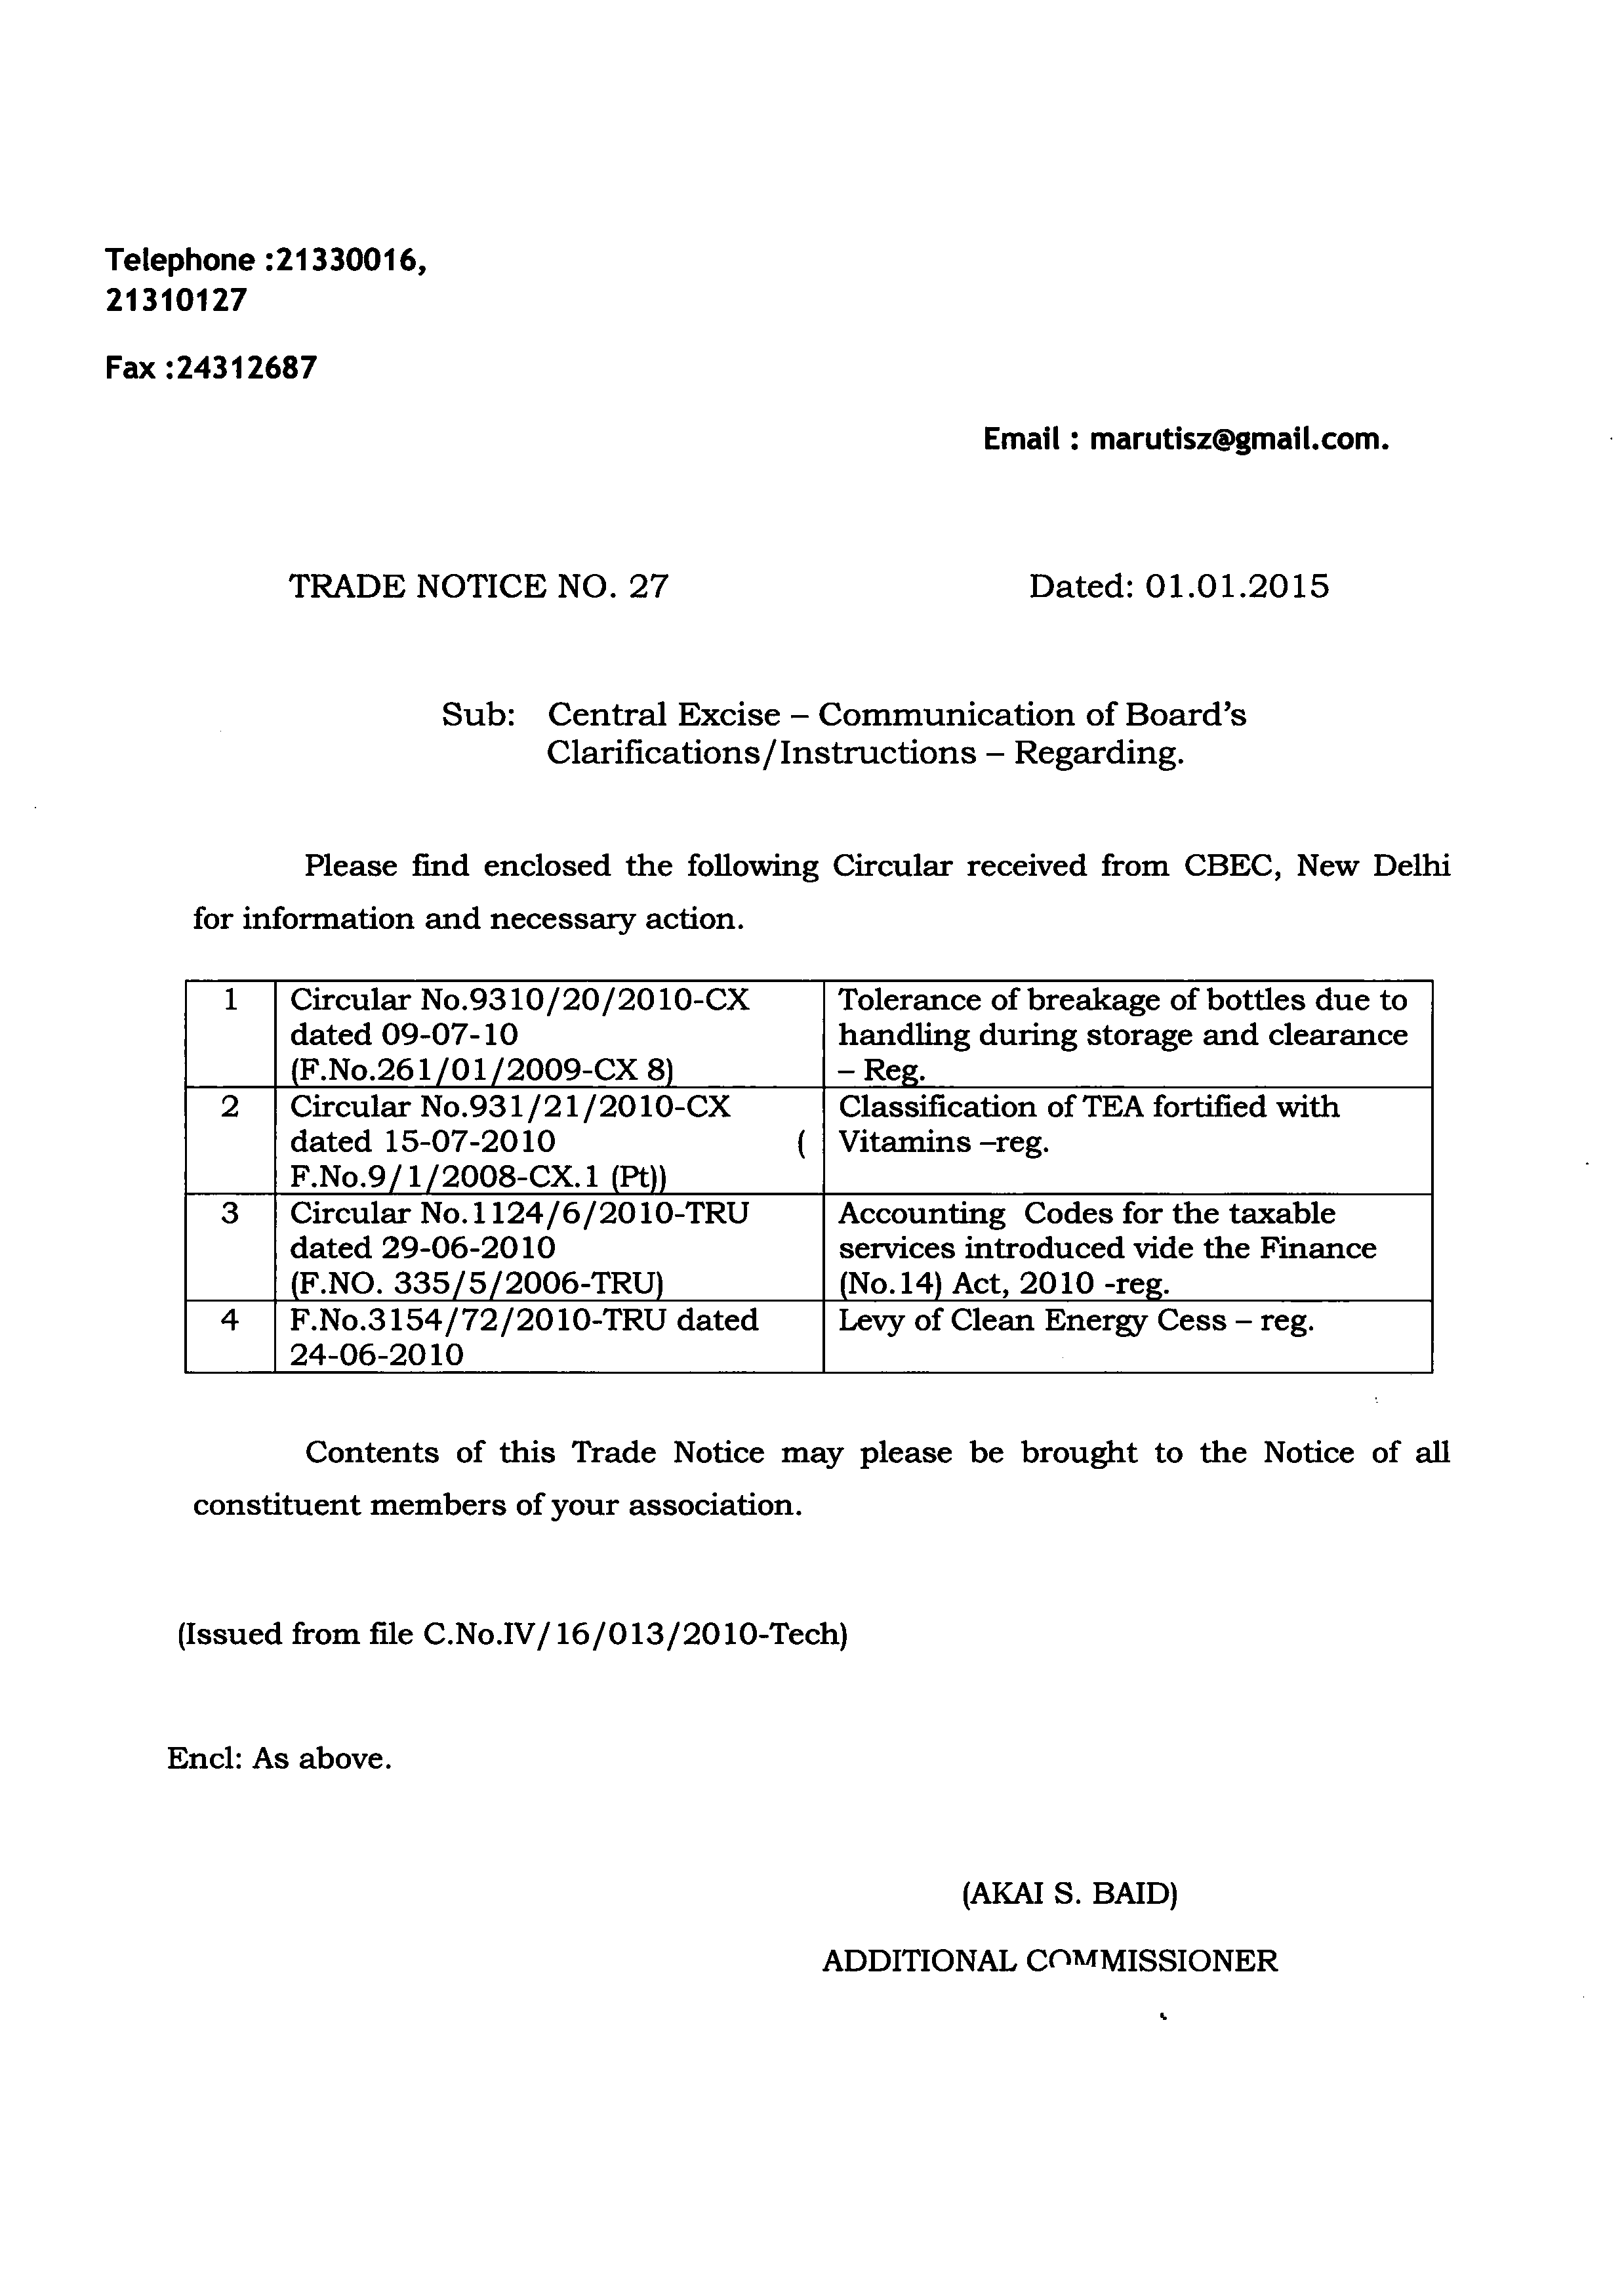 Telephone :21330016,
21310127
Fax :24312687
Email : marutisz@gmail.com.
TRADE NOTICE NO. 27 Dated: 01.01.2015
Sub: Central Excise – Communication of Board's
Clarifications/Instructions – Regarding.
Please find enclosed the following Circular received from CBEC, New Delhi
for information and necessary action.
1 Circular No.9310/20/2010-CX
dated 09-07-10
(F.No.261/01/2009-CX 8)
Tolerance of breakage of bottles due to
handling during storage and clearance
– Reg.
2 Circular No.931/21/2010-CX
dated 15-07-2010 (
F.No.9/1/2008-CX.1 (Pt))
Classification of TEA fortified with
Vitamins –reg.
3 Circular No.1124/6/2010-TRU
dated 29-06-2010
(F.NO. 335/5/2006-TRU)
Accounting Codes for the taxable
services introduced vide the Finance
(No.14) Act, 2010 -reg.
4 F.No.3154/72/2010-TRU dated
24-06-2010
Levy of Clean Energy Cess – reg.
Contents of this Trade Notice may please be brought to the Notice of all
constituent members of your association.
(Issued from file C.No.IV/16/013/2010-Tech)
Encl: As above.
(AKAI S. BAID)
ADDITIONAL COMMISSIONER